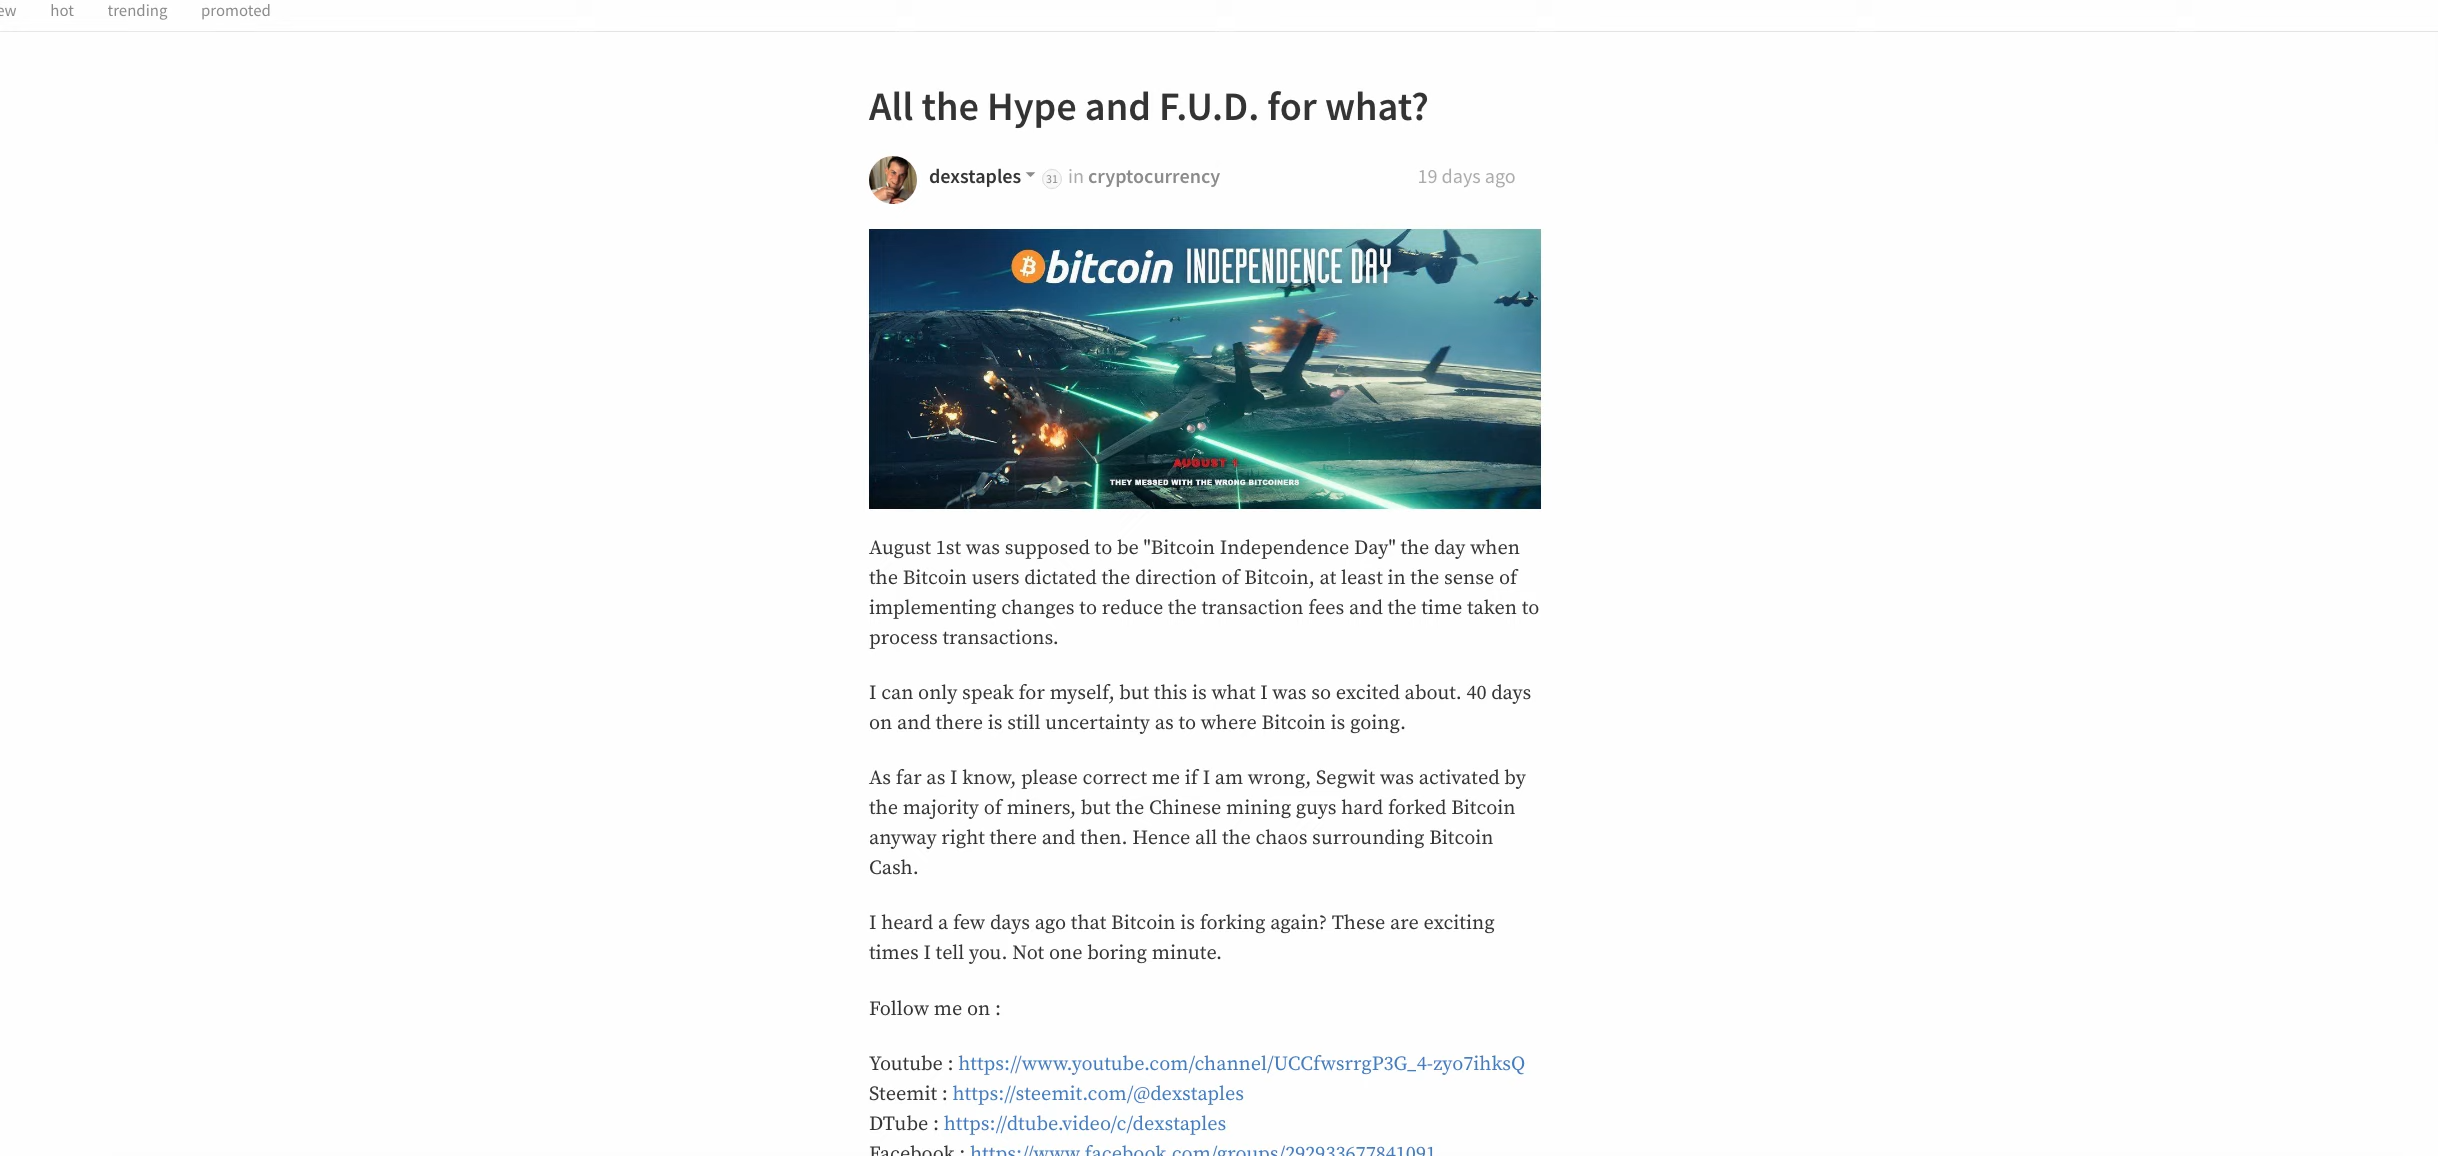 ew hot trending promoted
All the Hype and F.U.D. for what?
dexstaples 31 in cryptocurrency 19 days ago
bitcoin INDEPENDENCE DAY
AUGUST 1
THEY MESSED WITH THE WRONG BITCOINERS
August 1st was supposed to be "Bitcoin Independence Day" the day when
the Bitcoin users dictated the direction of Bitcoin, at least in the sense of
implementing changes to reduce the transaction fees and the time taken to
process transactions.
I can only speak for myself, but this is what I was so excited about. 40 days
on and there is still uncertainty as to where Bitcoin is going.
As far as I know, please correct me if I am wrong, Segwit was activated by
the majority of miners, but the Chinese mining guys hard forked Bitcoin
anyway right there and then. Hence all the chaos surrounding Bitcoin
Cash.
I heard a few days ago that Bitcoin is forking again? These are exciting
times I tell you. Not one boring minute.
Follow me on :
Youtube : https://www.youtube.com/channel/UCCfwsrrgP3G_4-zyo7ihksQ
Steemit : https://steemit.com/@dexstaples
DTube : https://dtube.video/c/dexstaples
Facebook : https://www.facebook.com/groups/292933677841091